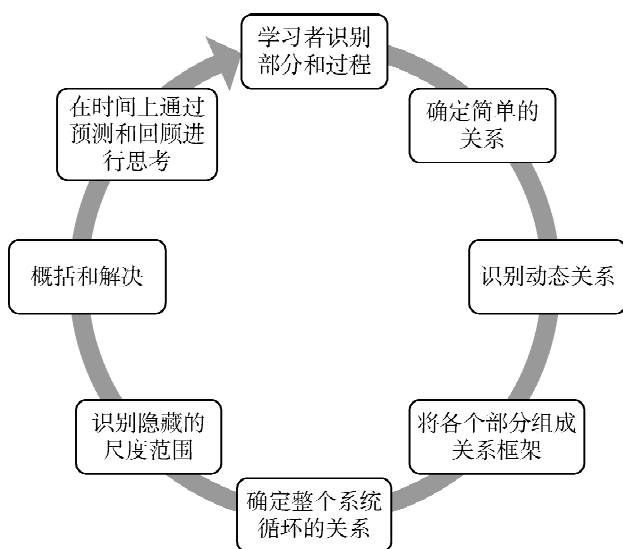 学习者识别
部分和过程
确定简单的
关系
识别动态关系
将各个部分组成
关系框架
确定整个系统
循环的关系
识别隐藏的
尺度范围
概括和解决
在时间上通过
预测和回顾进
行思考